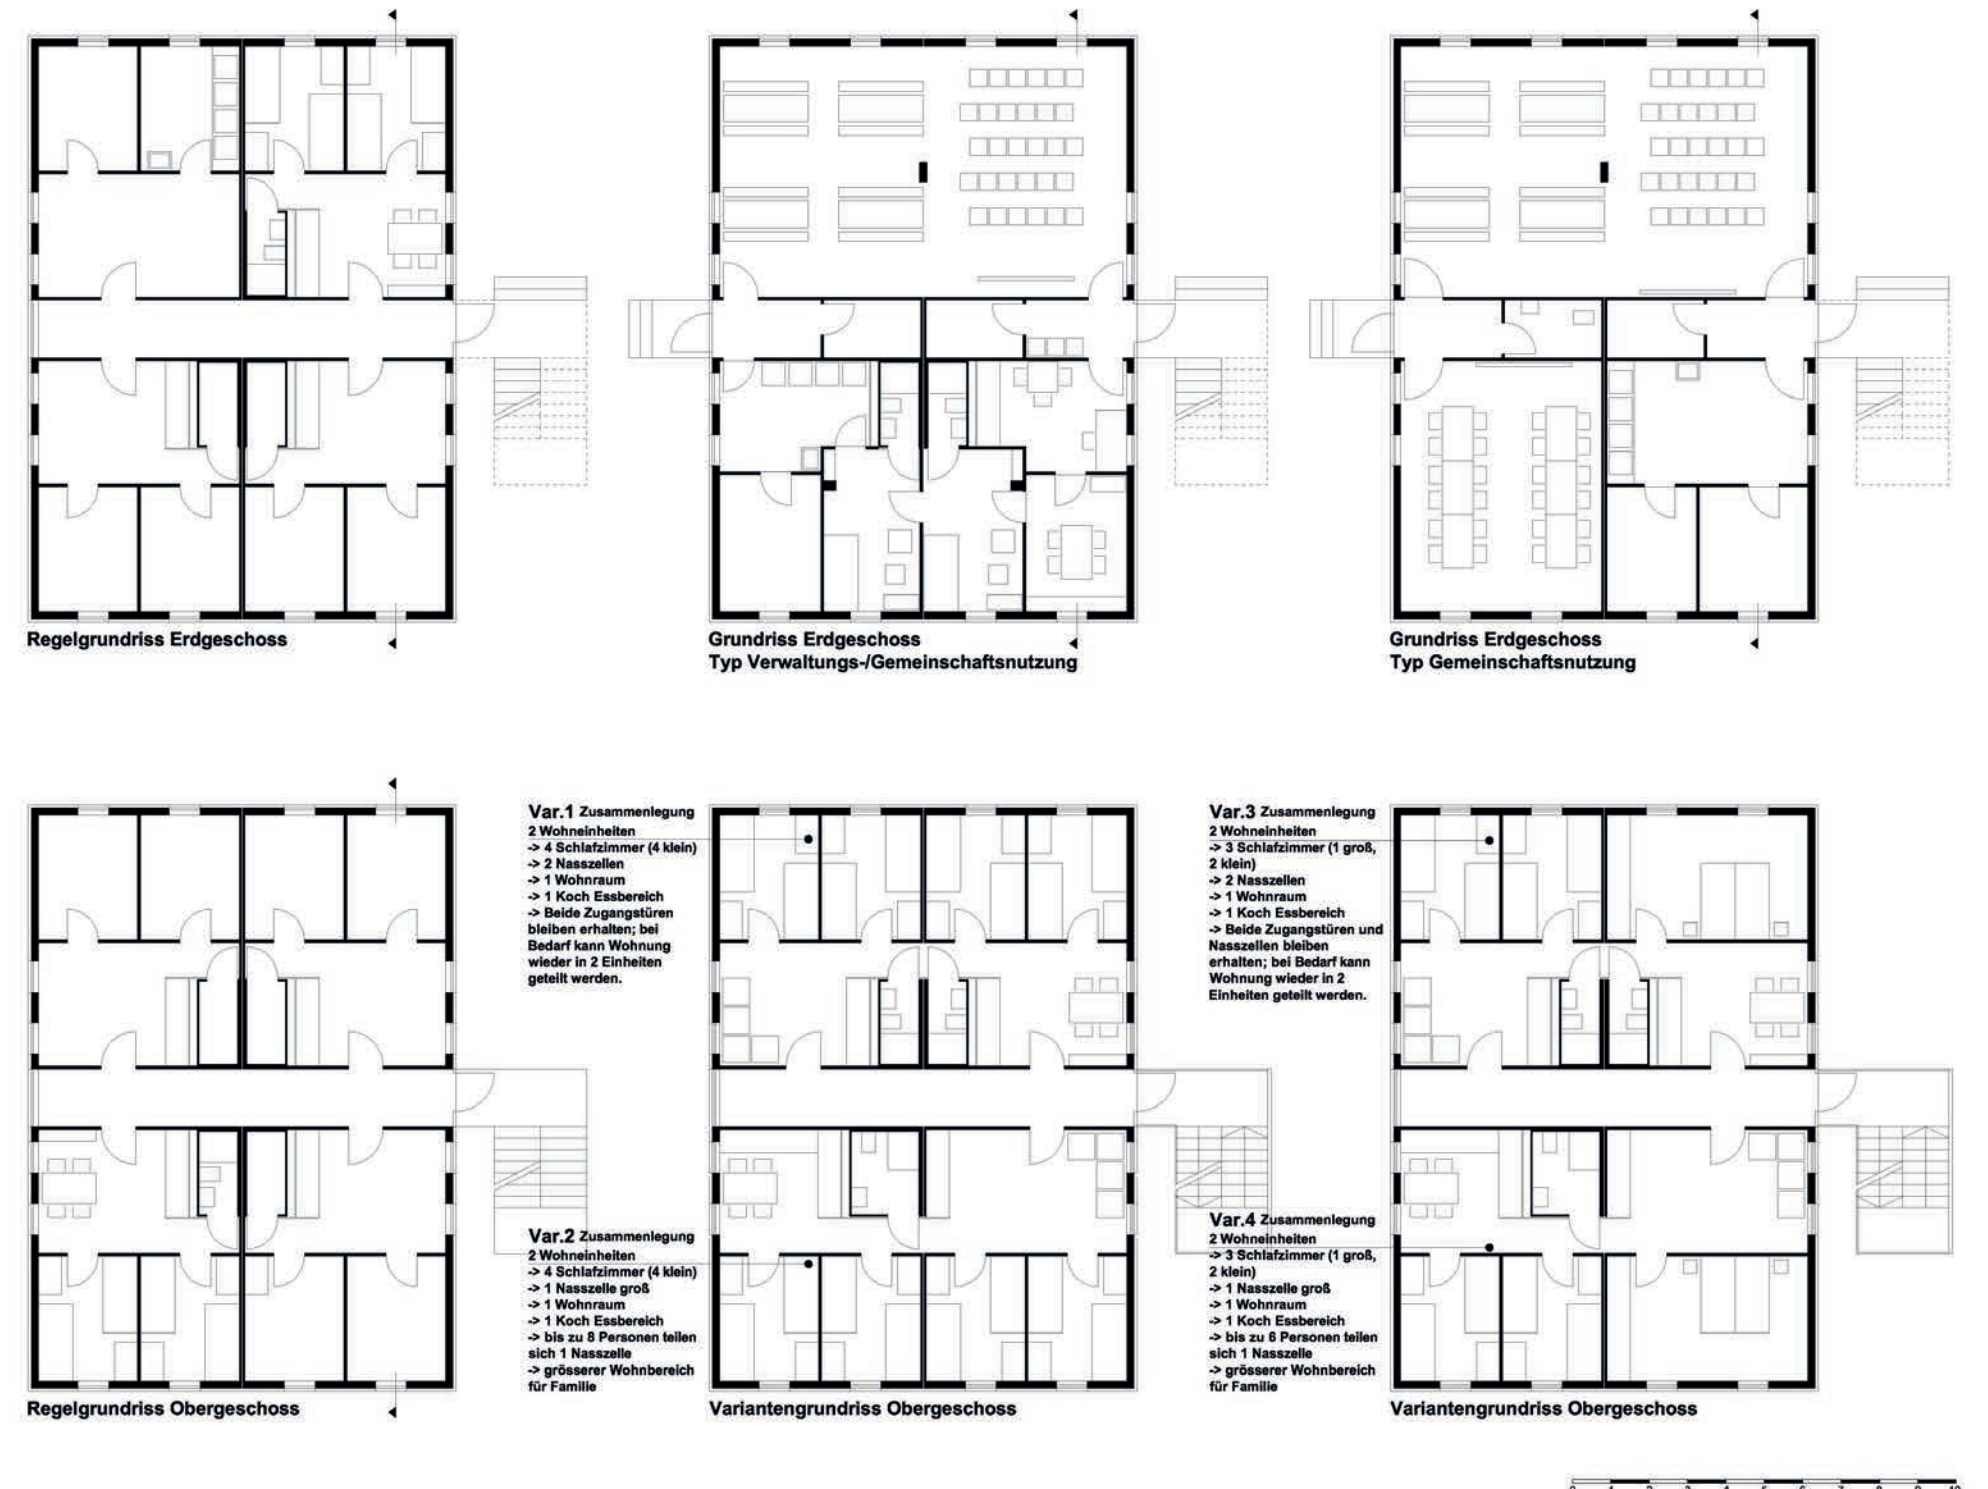 Regelgrundriss Erdgeschoss
Grundriss Erdgeschoss
Typ Verwaltungs-/Gemeinschaftsnutzung
Grundriss Erdgeschoss
Typ Gemeinschaftsnutzung
Var.1 Zusammenlegung
2 Wohneinheiten
-> 4 Schlafzimmer (4 klein)
-> 2 Nasszellen
-> 1 Wohnraum
-> 1 Koch Essbereich
-> Beide Zugangstüren
bleiben erhalten; bei
Bedarf kann Wohnung
wieder in 2 Einheiten
geteilt werden.
Var.2 Zusammenlegung
2 Wohneinheiten
-> 4 Schlafzimmer (4 klein)
-> 1 Nasszelle groß
-> 1 Wohnraum
-> 1 Koch Essbereich
-> bis zu 8 Personen teilen
sich 1 Nasszelle
-> grösserer Wohnbereich
für Familie
Var.3 Zusammenlegung
2 Wohneinheiten
-> 3 Schlafzimmer (1 groß,
2 klein)
-> 2 Nasszellen
-> 1 Wohnraum
-> 1 Koch Essbereich
-> Beide Zugangstüren und
Nasszellen bleiben
erhalten; bei Bedarf kann
Wohnung wieder in 2
Einheiten geteilt werden.
Var.4 Zusammenlegung
2 Wohneinheiten
-> 3 Schlafzimmer (1 groß,
2 klein)
-> 1 Nasszelle groß
-> 1 Wohnraum
-> 1 Koch Essbereich
-> bis zu 6 Personen teilen
sich 1 Nasszelle
-> grösserer Wohnbereich
für Familie
Regelgrundriss Obergeschoss
Variantengrundriss Obergeschoss
Variantengrundriss Obergeschoss